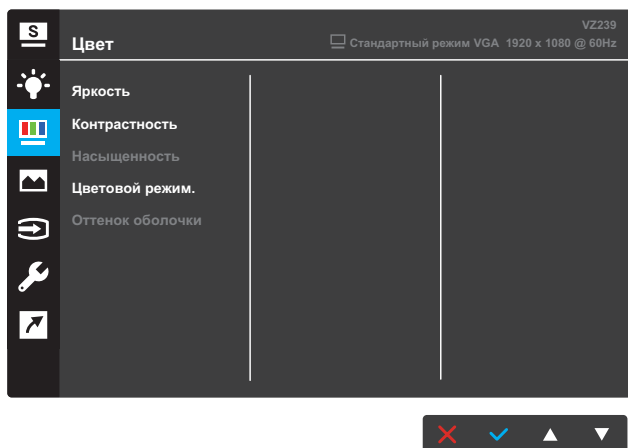 S
VZ239
Цвет
Стандартный режим VGA 1920 x 1080 @ 60Hz
Яркость
Контрастность
Насыщенность
Цветовой режим.
Оттенок оболочки